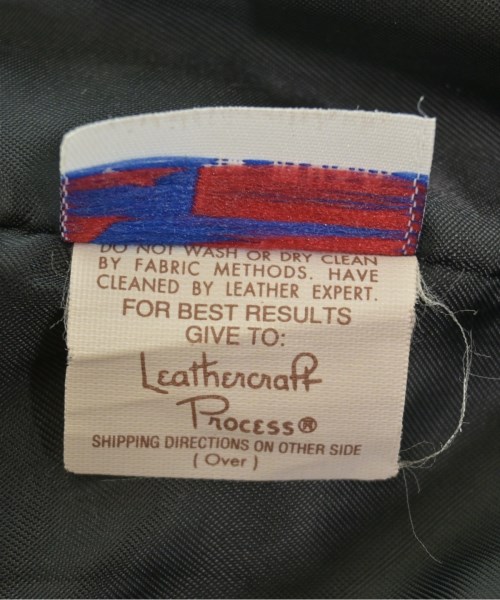 DO NOT WASH OR DRY CLEAN
BY FABRIC METHODS. HAVE
CLEANED BY LEATHER EXPERT.
FOR BEST RESULTS
GIVE TO:
Leathercraft
Process®
SHIPPING DIRECTIONS ON OTHER SIDE
( Over )